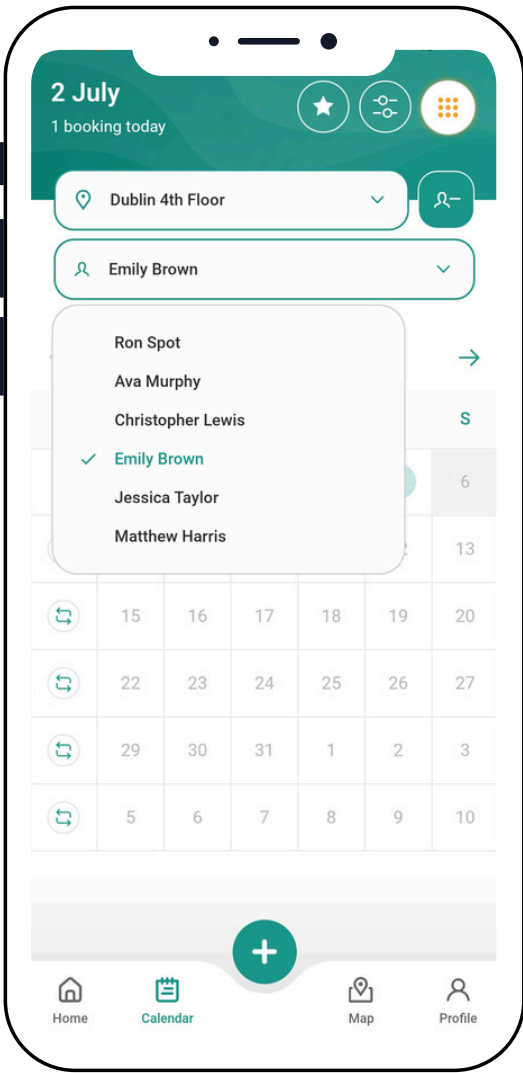 2 July
1 booking today
Dublin 4th Floor
Emily Brown
Ron Spot
Ava Murphy
Christopher Lewis
Emily Brown
Jessica Taylor
Matthew Harris
S
6
13
15 16 17 18 19 20
22 23 24 25 26 27
29 30 31 1 2 3
5 6 7 8 9 10
Home Calendar Map Profile